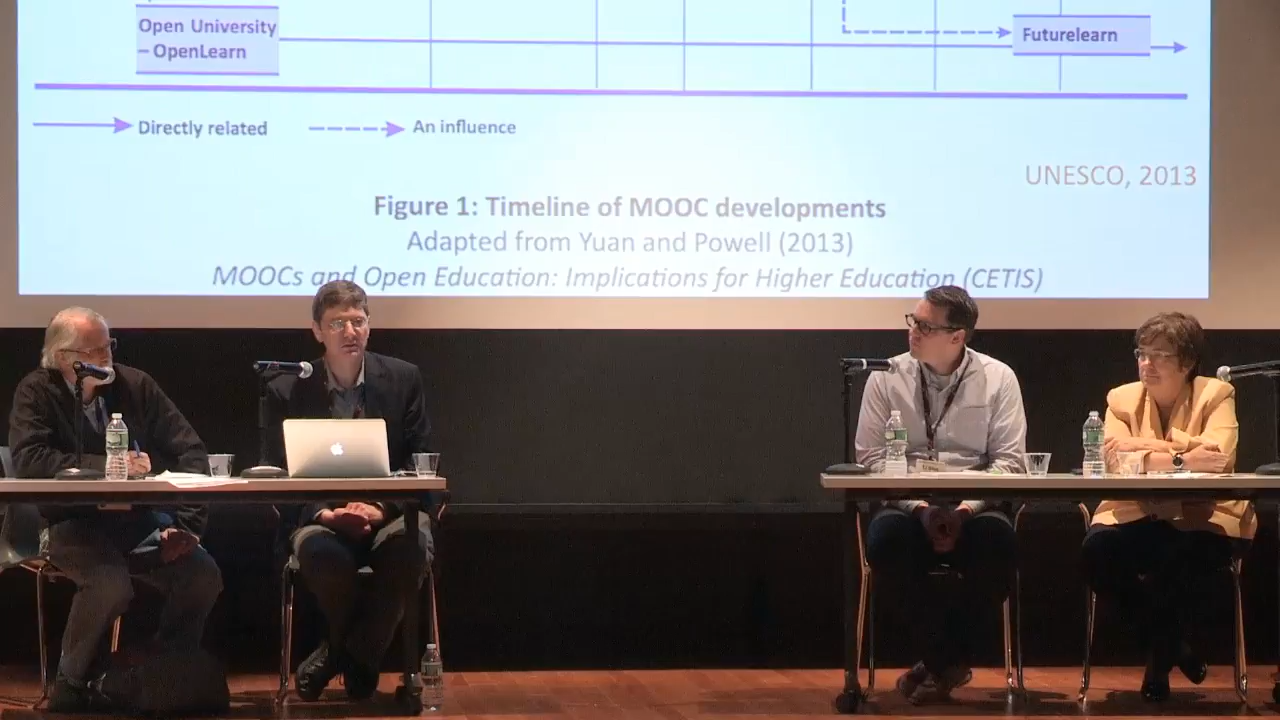 Open University
– OpenLearn
Futurelearn
Directly related
An influence
UNESCO, 2013
Figure 1: Timeline of MOOC developments
Adapted from Yuan and Powell (2013)
MOOCs and Open Education: Implications for Higher Education (CETIS)